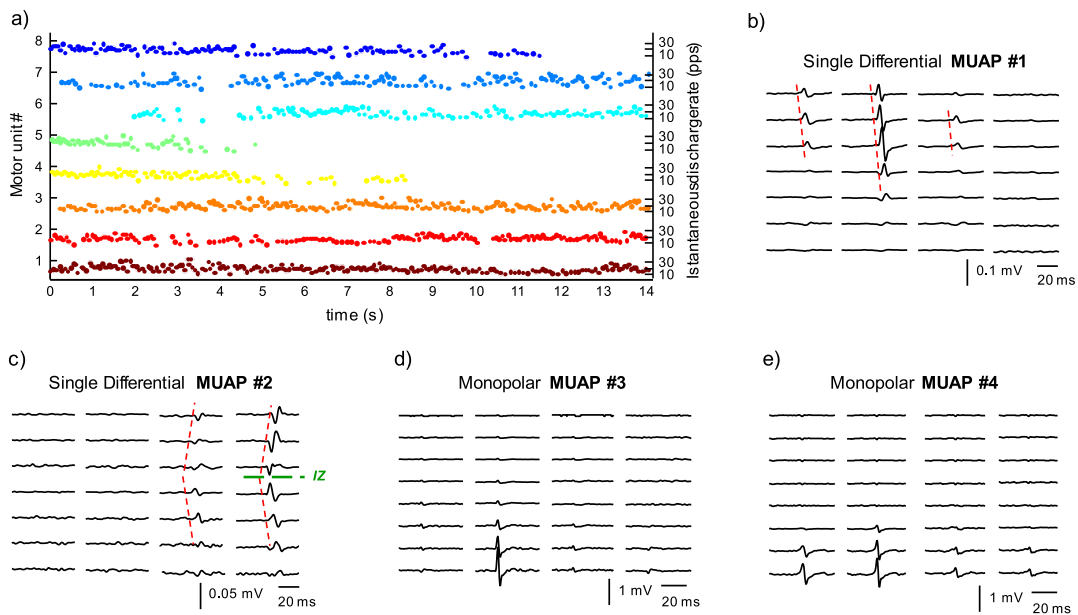 a)
8
7
6
5
4
3
2
1
Motor unit #
30
10
30
10
30
10
30
10
30
10
30
10
30
10
30
10
Istantaneousdischargerate (pps)
0 1 2 3 4 5 6 7 8 9 10 11 12 13 14
time (s)
b)
Single Differential MUAP #1
0.1 mV
20 ms
c)
Single Differential MUAP #2
IZ
0.05 mV
20 ms
d)
Monopolar MUAP #3
1 mV
20 ms
e)
Monopolar MUAP #4
1 mV
20 ms